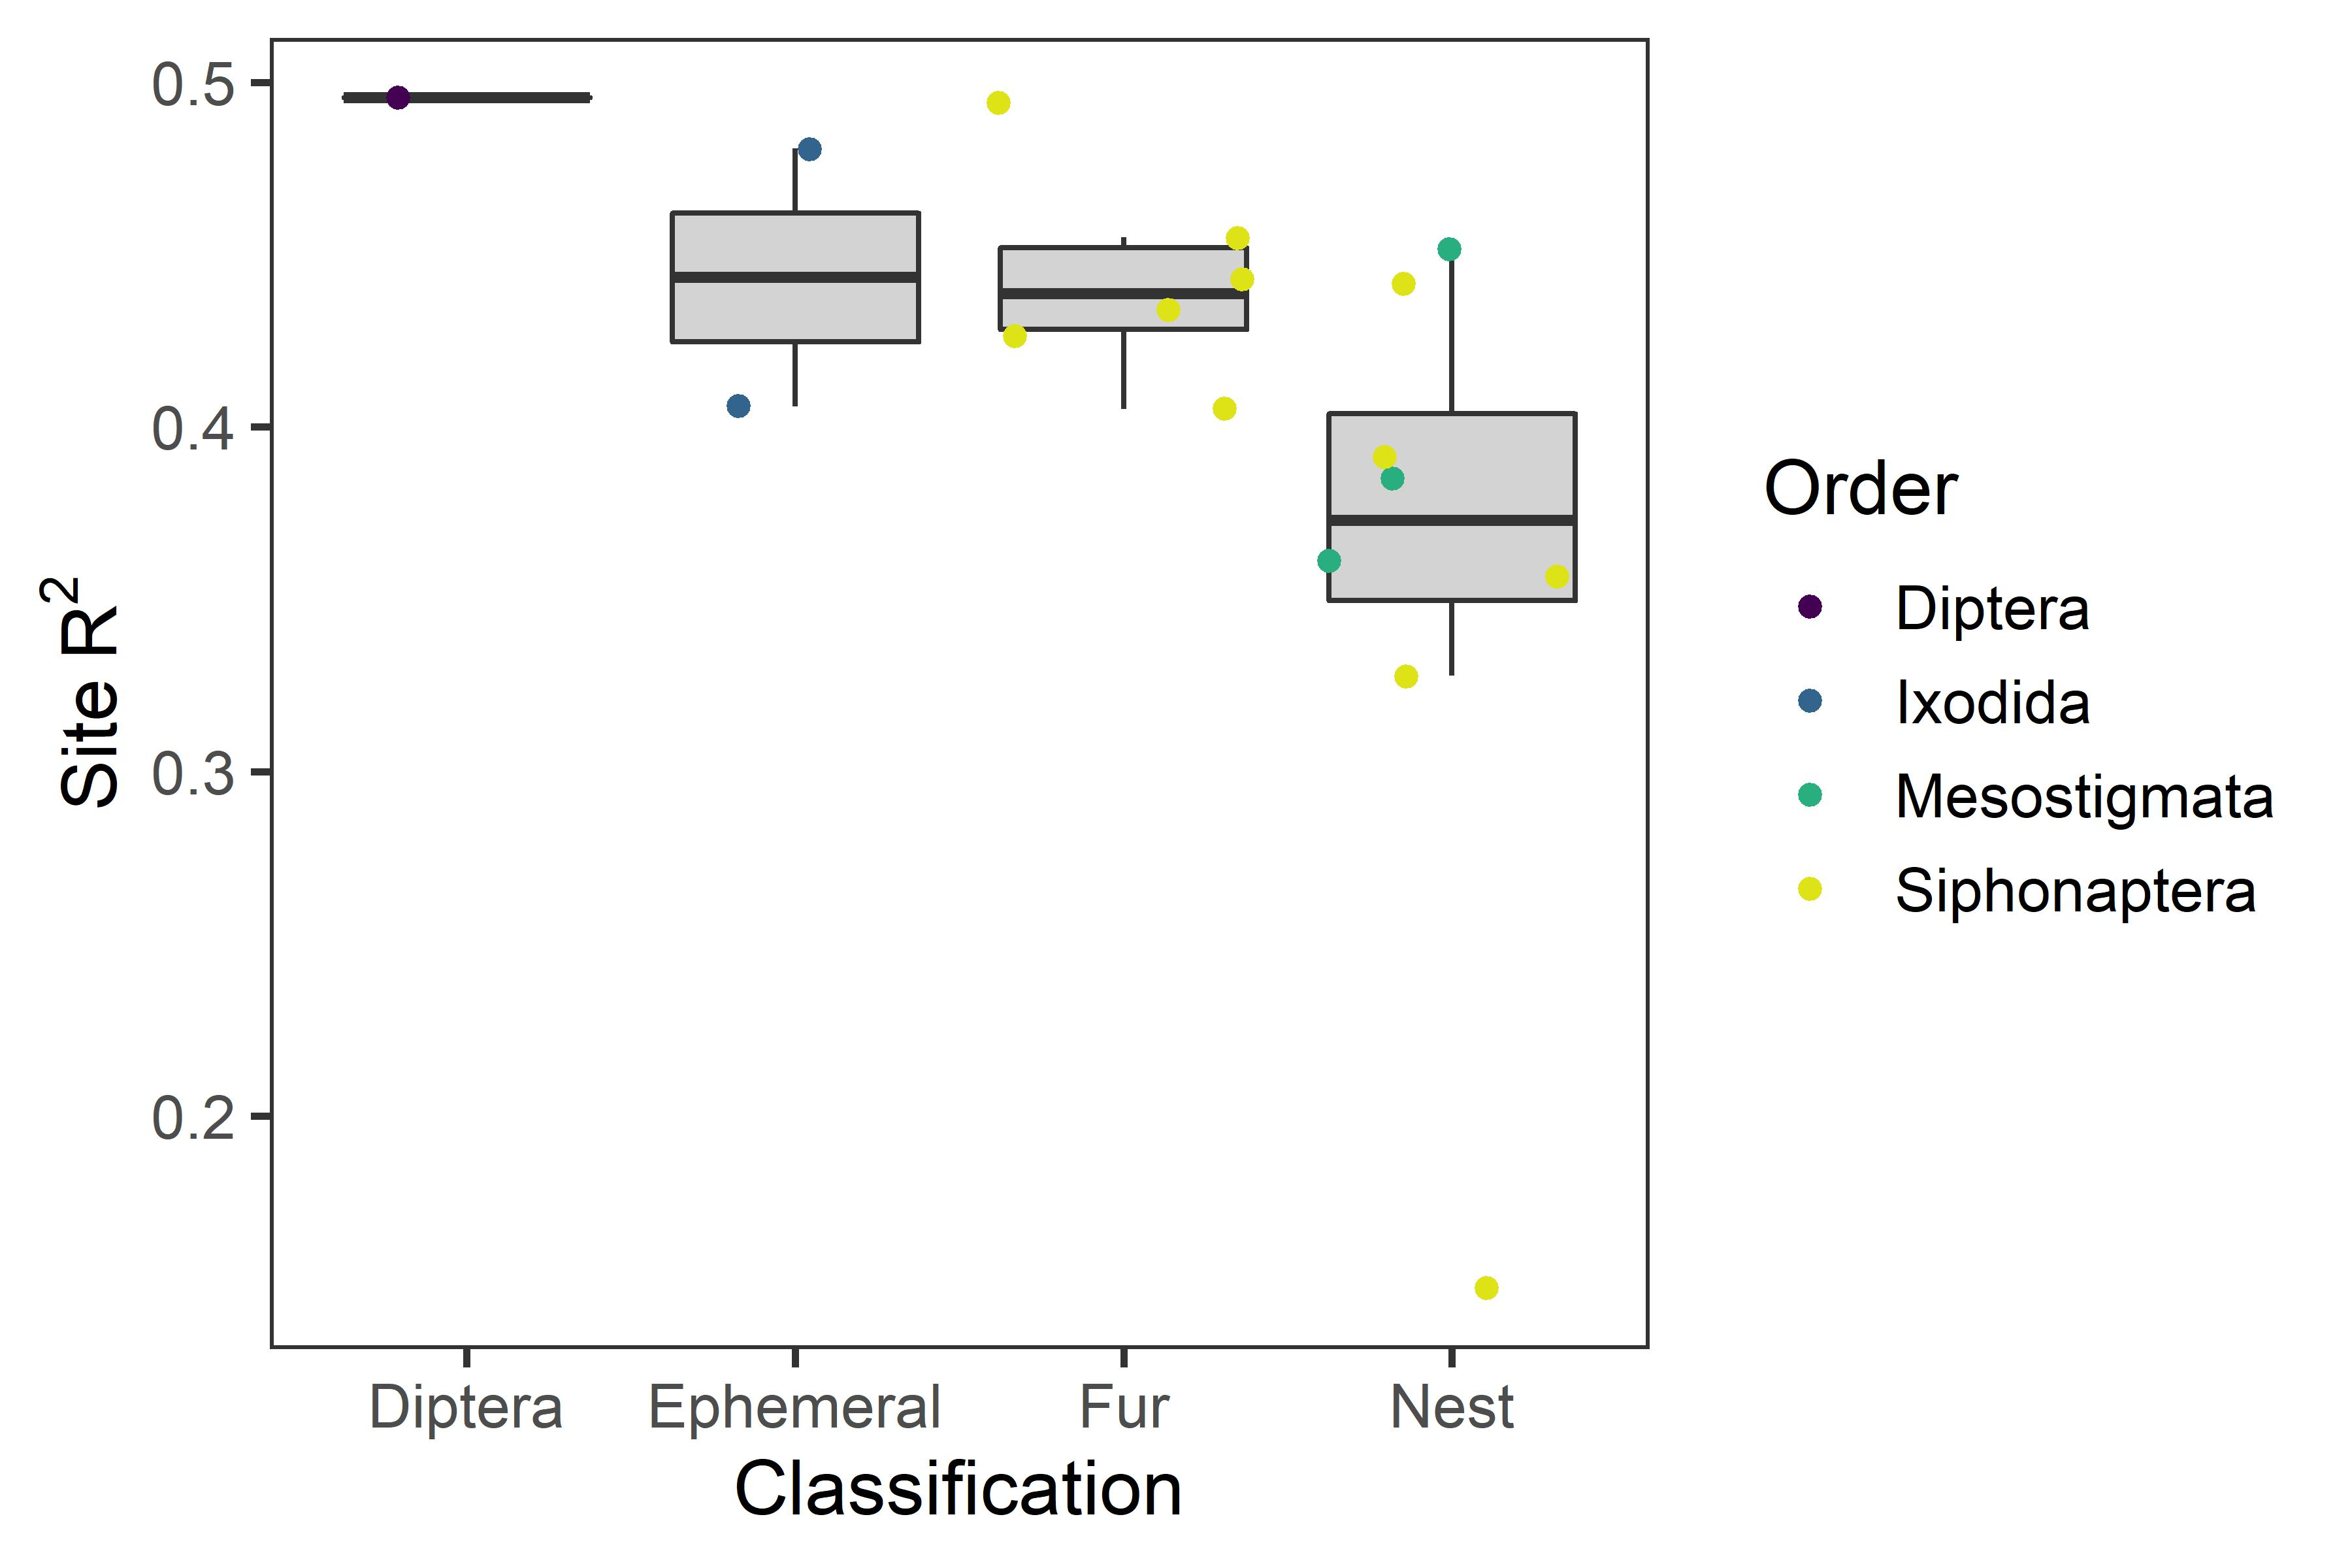 0.5
0.4
0.3
0.2
Site R²
Diptera
Ephemeral
Fur
Nest
Classification
Order
Diptera
Ixodida
Mesostigmata
Siphonaptera